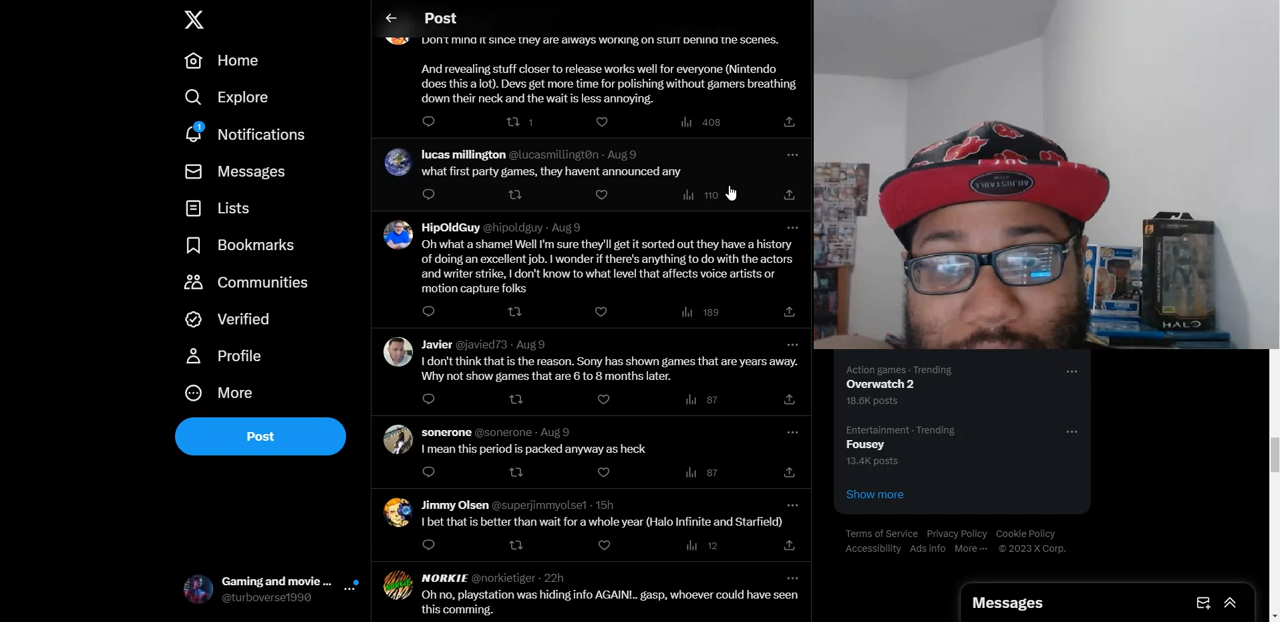 Post
Home
Explore
1
Notifications
Messages
Lists
Bookmarks
Communities
Verified
Profile
More
Post
Gaming and movie ...
@turboverse1990
Don't mind it since they are always working on stuff behind the scenes.
And revealing stuff closer to release works well for everyone (Nintendo
does this a lot). Devs get more time for polishing without gamers breathing
down their neck and the wait is less annoying.
1 408
lucas millington @lucasmillingt0n · Aug 9
what first party games, they havent announced any
110
HipOldGuy @hipoldguy · Aug 9
Oh what a shame! Well I'm sure they'll get it sorted out they have a history
of doing an excellent job. I wonder if there's anything to do with the actors
and writer strike, I don't know to what level that affects voice artists or
motion capture folks
189
Javier @javied73 · Aug 9
I don't think that is the reason. Sony has shown games that are years away.
Why not show games that are 6 to 8 months later.
87
sonerone @sonerone · Aug 9
I mean this period is packed anyway as heck
87
Jimmy Olsen @superjimmyolse1 · 15h
I bet that is better than wait for a whole year (Halo Infinite and Starfield)
12
NORKIE @norkietiger · 22h
Oh no, playstation was hiding info AGAIN!.. gasp, whoever could have seen
this comming.
ADJUSTABLE
HALO
Action games · Trending
Overwatch 2
18.6K posts
Entertainment · Trending
Fousey
13.4K posts
Show more
Terms of Service Privacy Policy Cookie Policy
Accessibility Ads info More ··· © 2023 X Corp.
Messages